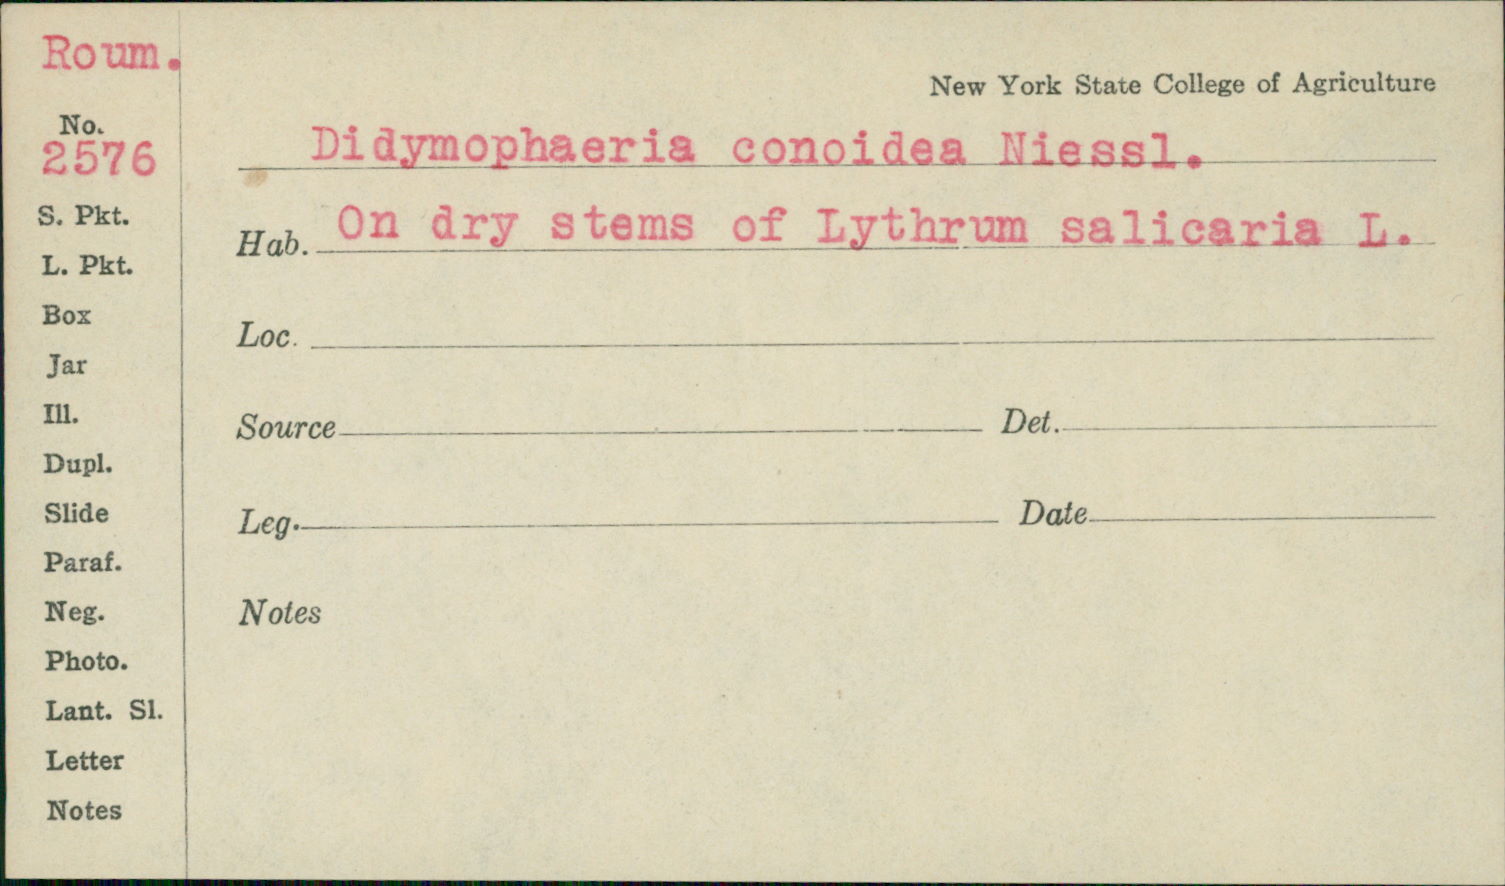 Roum.
New York State College of Agriculture
No.
2576
Didymophaeria conoidea Niessl.
S. Pkt.
Hab. On dry stems of Lythrum salicaria L.
L. Pkt.
Box
Loc.
Jar
Ill.
Source Det.
Dupl.
Slide
Leg. Date
Paraf.
Neg.
Notes
Photo.
Lant. Sl.
Letter
Notes